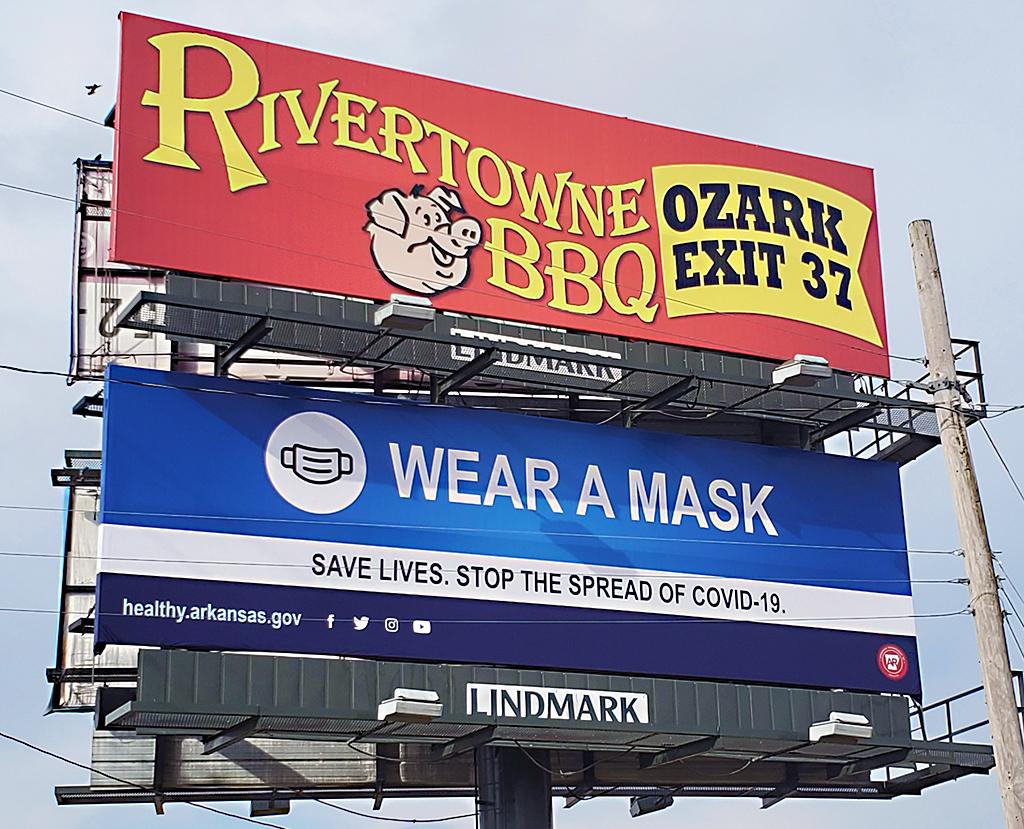 RIVERTOWNE
BBQ
OZARK
EXIT 37
LINDMARK
WEAR A MASK
SAVE LIVES. STOP THE SPREAD OF COVID-19.
healthy.arkansas.gov
AR
LINDMARK